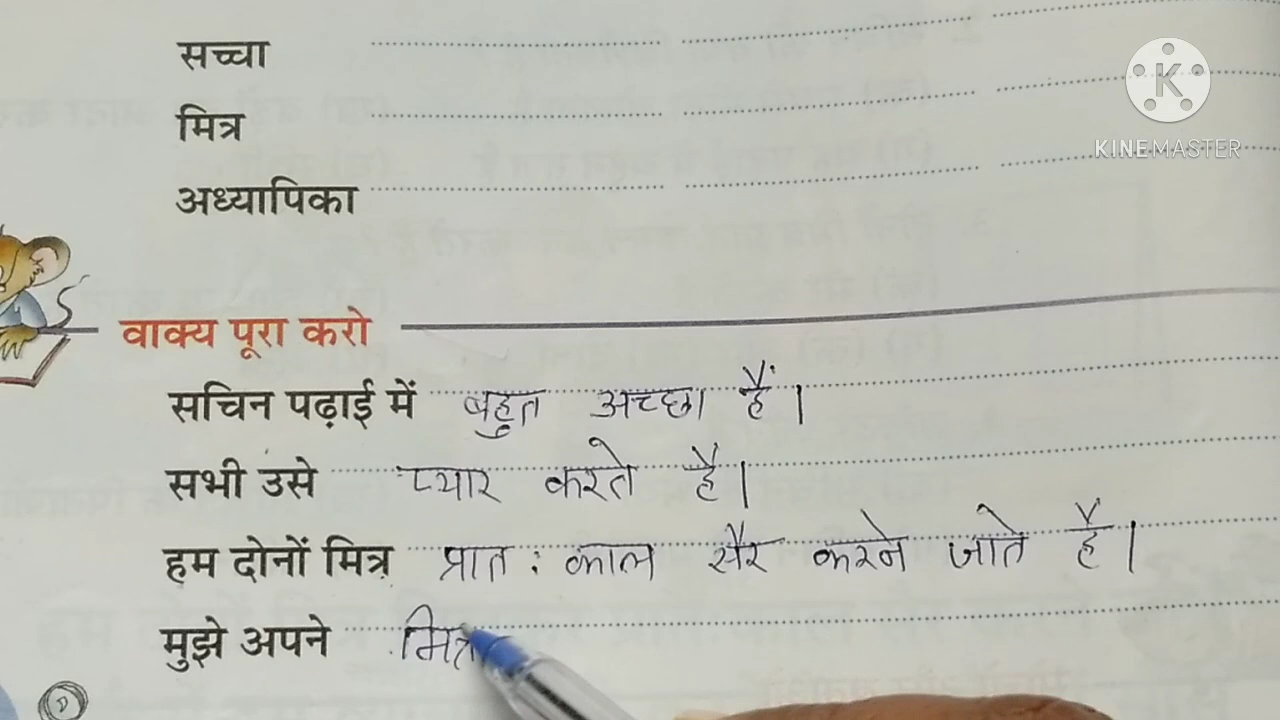 सच्चा
K
KINEMASTER
मित्र
अध्यापिका
वाक्य पूरा करो
सचिन पढ़ाई में बहुत अच्छा हैं।
सभी उसे प्यार करते है।
हम दोनों मित्र प्रात: काल सैर करने जाते है।
मुझे अपने मित्र